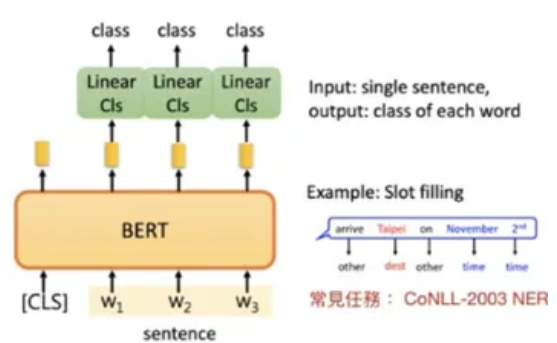 class class class
Linear Cls Linear Cls Linear Cls
BERT
[CLS] w1 w2 w3
sentence
Input: single sentence,
output: class of each word
Example: Slot filling
arrive Taipei on November 2nd
other dest other time time
常見任務： CoNLL-2003 NER